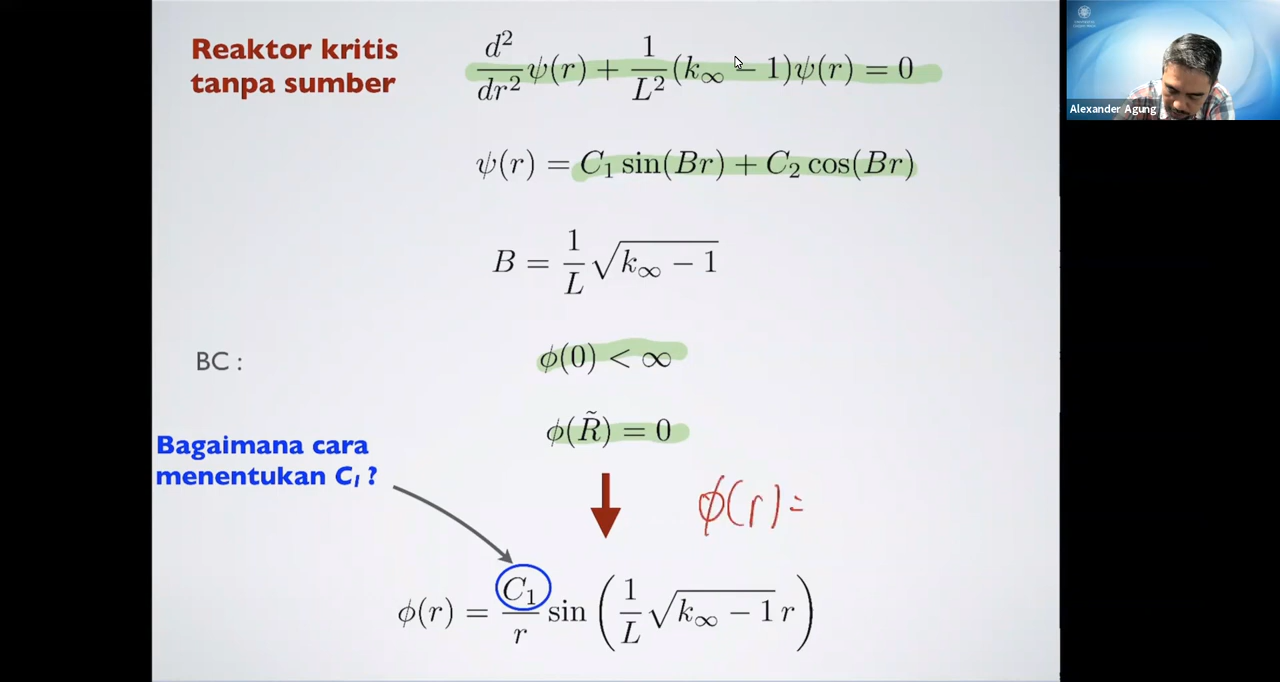 Reaktor kritis
tanpa sumber
d²/dr² ψ(r) + 1/L² (k∞ − 1)ψ(r) = 0
ψ(r) = C₁ sin(Br) + C₂ cos(Br)
B = 1/L √(k∞ − 1)
BC :
ϕ(0) < ∞
ϕ(R̃) = 0
Bagaimana cara
menentukan C₁ ?
ϕ(r) =
ϕ(r) = C₁/r sin (1/L √(k∞ − 1) r)
Alexander Agung